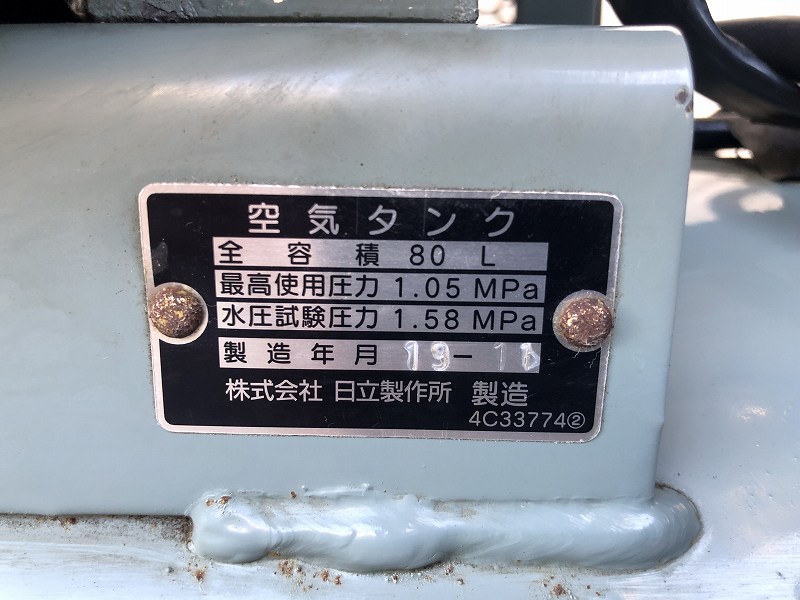 空気タンク
全容積 80 L
最高使用圧力 1.05 MPa
水圧試験圧力 1.58 MPa
製造年月
株式会社 日立製作所 製造
4C33774②